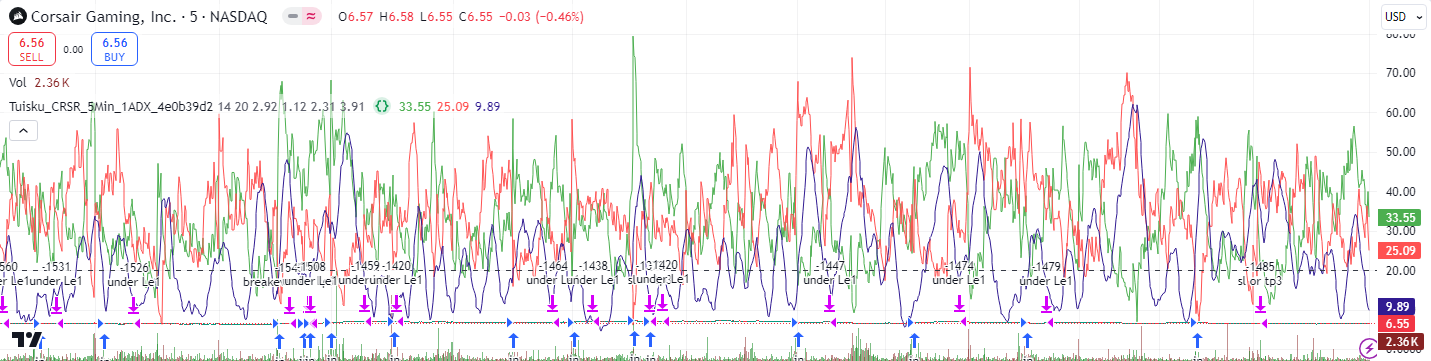 Corsair Gaming, Inc. · 5 · NASDAQ O6.57 H6.58 L6.55 C6.55 −0.03 (−0.46%)
USD
6.56 SELL
0.00
6.56 BUY
Vol 2.36 K
Tuisku_CRSR_5Min_1ADX_4e0b39d2 14 20 2.92 1.12 2.31 3.91 {} 33.55 25.09 9.89
80.00
70.00
60.00
50.00
40.00
33.55
30.00
25.09
20.00
9.89
6.55
2.36 K
-1531
under Le1
-1526
under Le1
-1508
under Le1
-1459
under
-1420
under Le1
-1464
under
-1438
under Le1
-1447
under Le1
-1474
under Le1
-1479
under Le1
-1485
sl or tp3